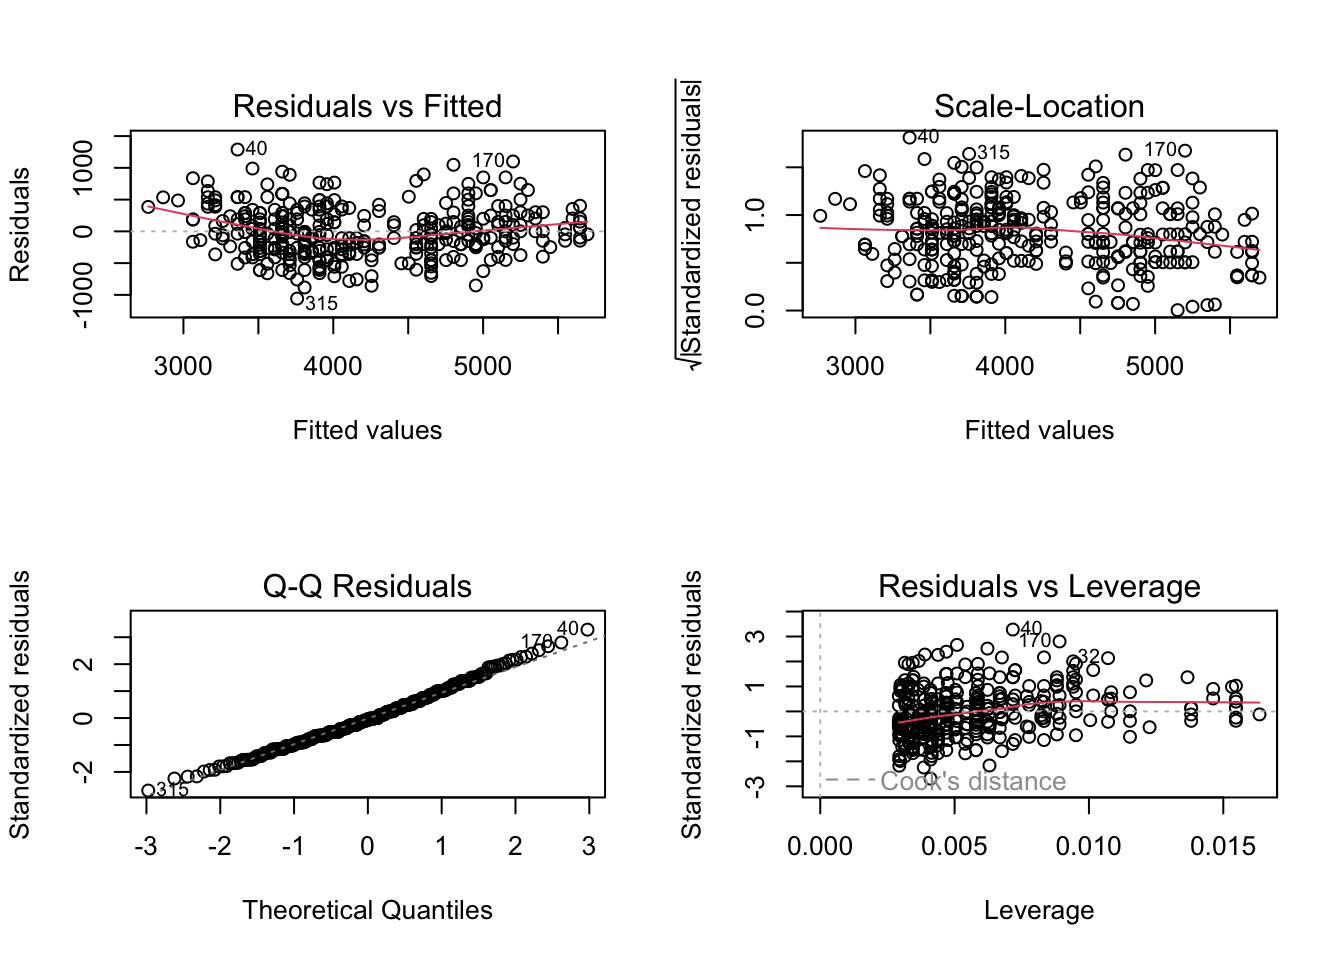 Residuals vs Fitted
Residuals
1000
0
-1000
40
170
315
3000 4000 5000
Fitted values
Scale-Location
√|Standardized residuals|
1.0
0.0
40
315
170
3000 4000 5000
Fitted values
Q-Q Residuals
Standardized residuals
2
0
-2
40
170
315
-3 -2 -1 0 1 2 3
Theoretical Quantiles
Residuals vs Leverage
Standardized residuals
3
1
-1
-3
40
170
32
Cook's distance
0.000 0.005 0.010 0.015
Leverage